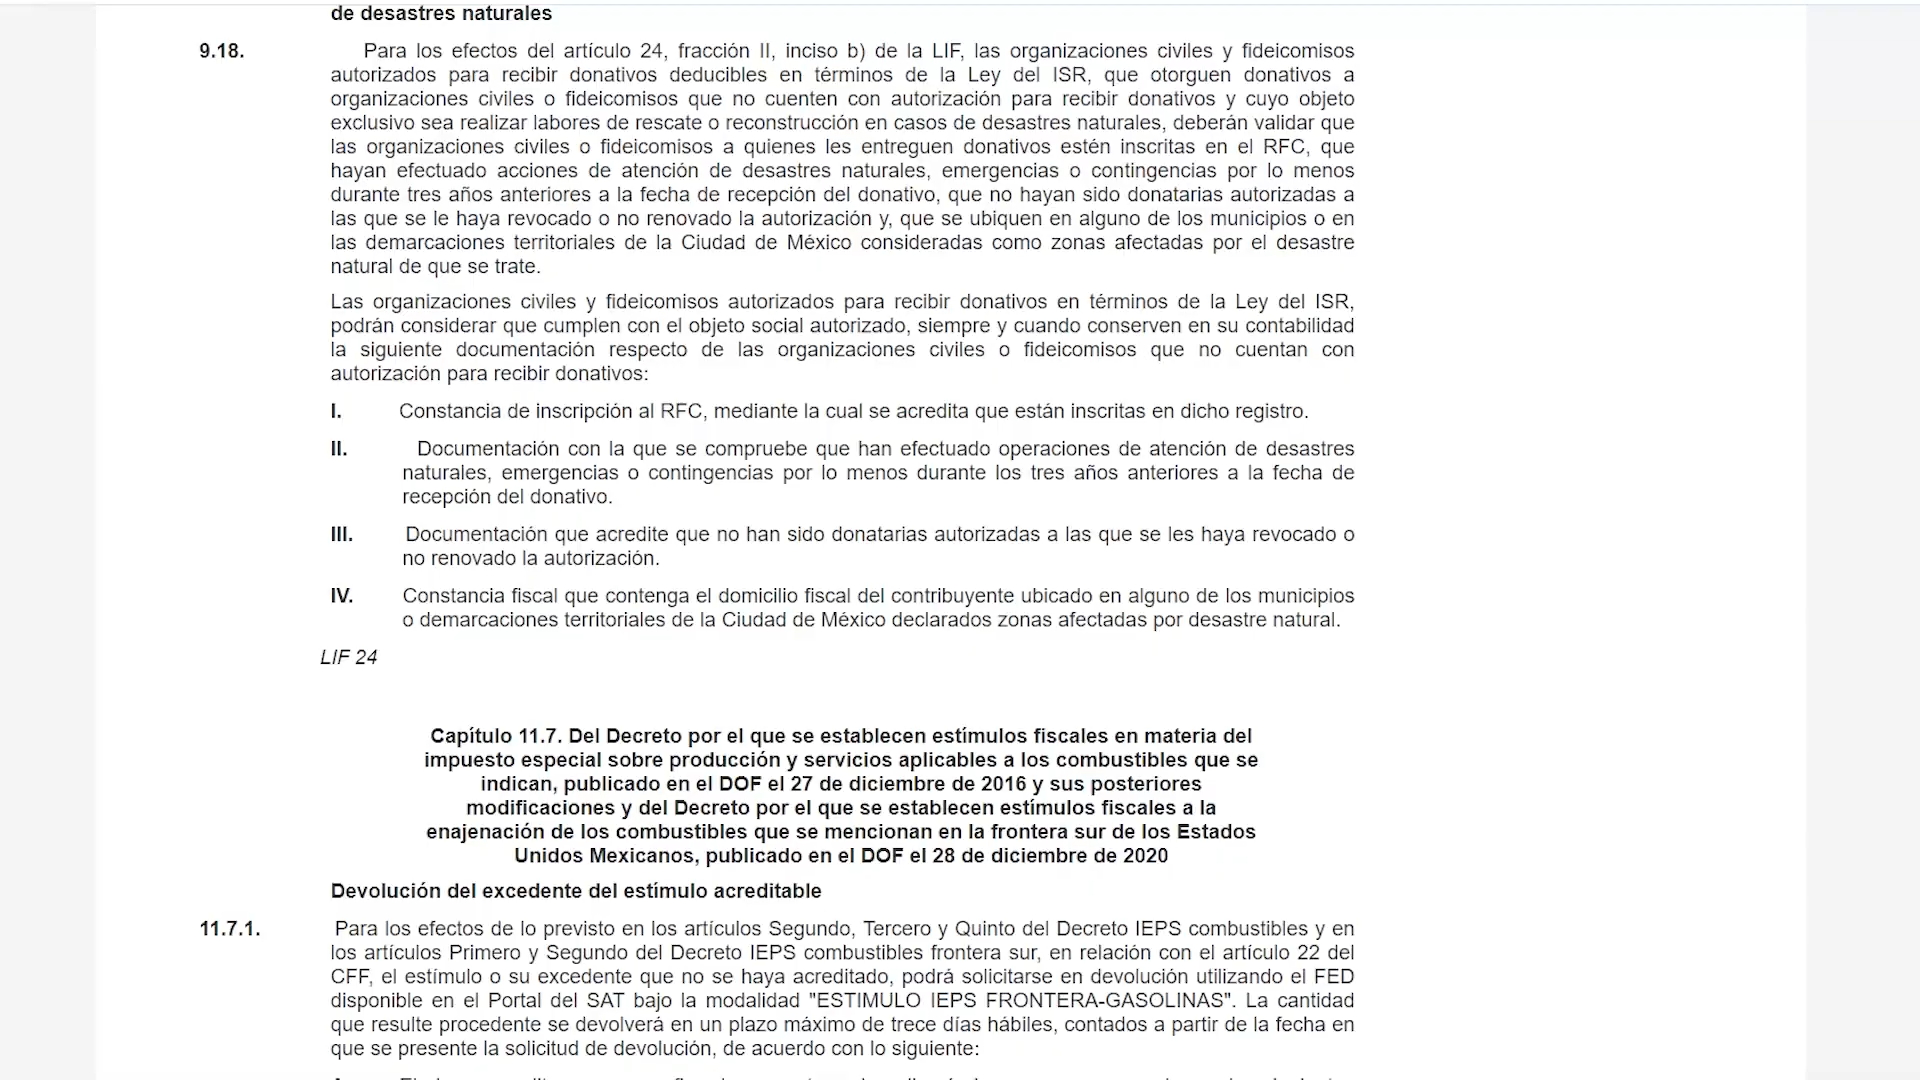 de desastres naturales
9.18. Para los efectos del artículo 24, fracción II, inciso b) de la LIF, las organizaciones civiles y fideicomisos
autorizados para recibir donativos deducibles en términos de la Ley del ISR, que otorguen donativos a
organizaciones civiles o fideicomisos que no cuenten con autorización para recibir donativos y cuyo objeto
exclusivo sea realizar labores de rescate o reconstrucción en casos de desastres naturales, deberán validar que
las organizaciones civiles o fideicomisos a quienes les entreguen donativos estén inscritas en el RFC, que
hayan efectuado acciones de atención de desastres naturales, emergencias o contingencias por lo menos
durante tres años anteriores a la fecha de recepción del donativo, que no hayan sido donatarias autorizadas a
las que se le haya revocado o no renovado la autorización y, que se ubiquen en alguno de los municipios o en
las demarcaciones territoriales de la Ciudad de México consideradas como zonas afectadas por el desastre
natural de que se trate.
Las organizaciones civiles y fideicomisos autorizados para recibir donativos en términos de la Ley del ISR,
podrán considerar que cumplen con el objeto social autorizado, siempre y cuando conserven en su contabilidad
la siguiente documentación respecto de las organizaciones civiles o fideicomisos que no cuentan con
autorización para recibir donativos:
I. Constancia de inscripción al RFC, mediante la cual se acredita que están inscritas en dicho registro.
II. Documentación con la que se compruebe que han efectuado operaciones de atención de desastres
naturales, emergencias o contingencias por lo menos durante los tres años anteriores a la fecha de
recepción del donativo.
III. Documentación que acredite que no han sido donatarias autorizadas a las que se les haya revocado o
no renovado la autorización.
IV. Constancia fiscal que contenga el domicilio fiscal del contribuyente ubicado en alguno de los municipios
o demarcaciones territoriales de la Ciudad de México declarados zonas afectadas por desastre natural.
LIF 24
Capítulo 11.7. Del Decreto por el que se establecen estímulos fiscales en materia del
impuesto especial sobre producción y servicios aplicables a los combustibles que se
indican, publicado en el DOF el 27 de diciembre de 2016 y sus posteriores
modificaciones y del Decreto por el que se establecen estímulos fiscales a la
enajenación de los combustibles que se mencionan en la frontera sur de los Estados
Unidos Mexicanos, publicado en el DOF el 28 de diciembre de 2020
Devolución del excedente del estímulo acreditable
11.7.1. Para los efectos de lo previsto en los artículos Segundo, Tercero y Quinto del Decreto IEPS combustibles y en
los artículos Primero y Segundo del Decreto IEPS combustibles frontera sur, en relación con el artículo 22 del
CFF, el estímulo o su excedente que no se haya acreditado, podrá solicitarse en devolución utilizando el FED
disponible en el Portal del SAT bajo la modalidad "ESTIMULO IEPS FRONTERA-GASOLINAS". La cantidad
que resulte procedente se devolverá en un plazo máximo de trece días hábiles, contados a partir de la fecha en
que se presente la solicitud de devolución, de acuerdo con lo siguiente: